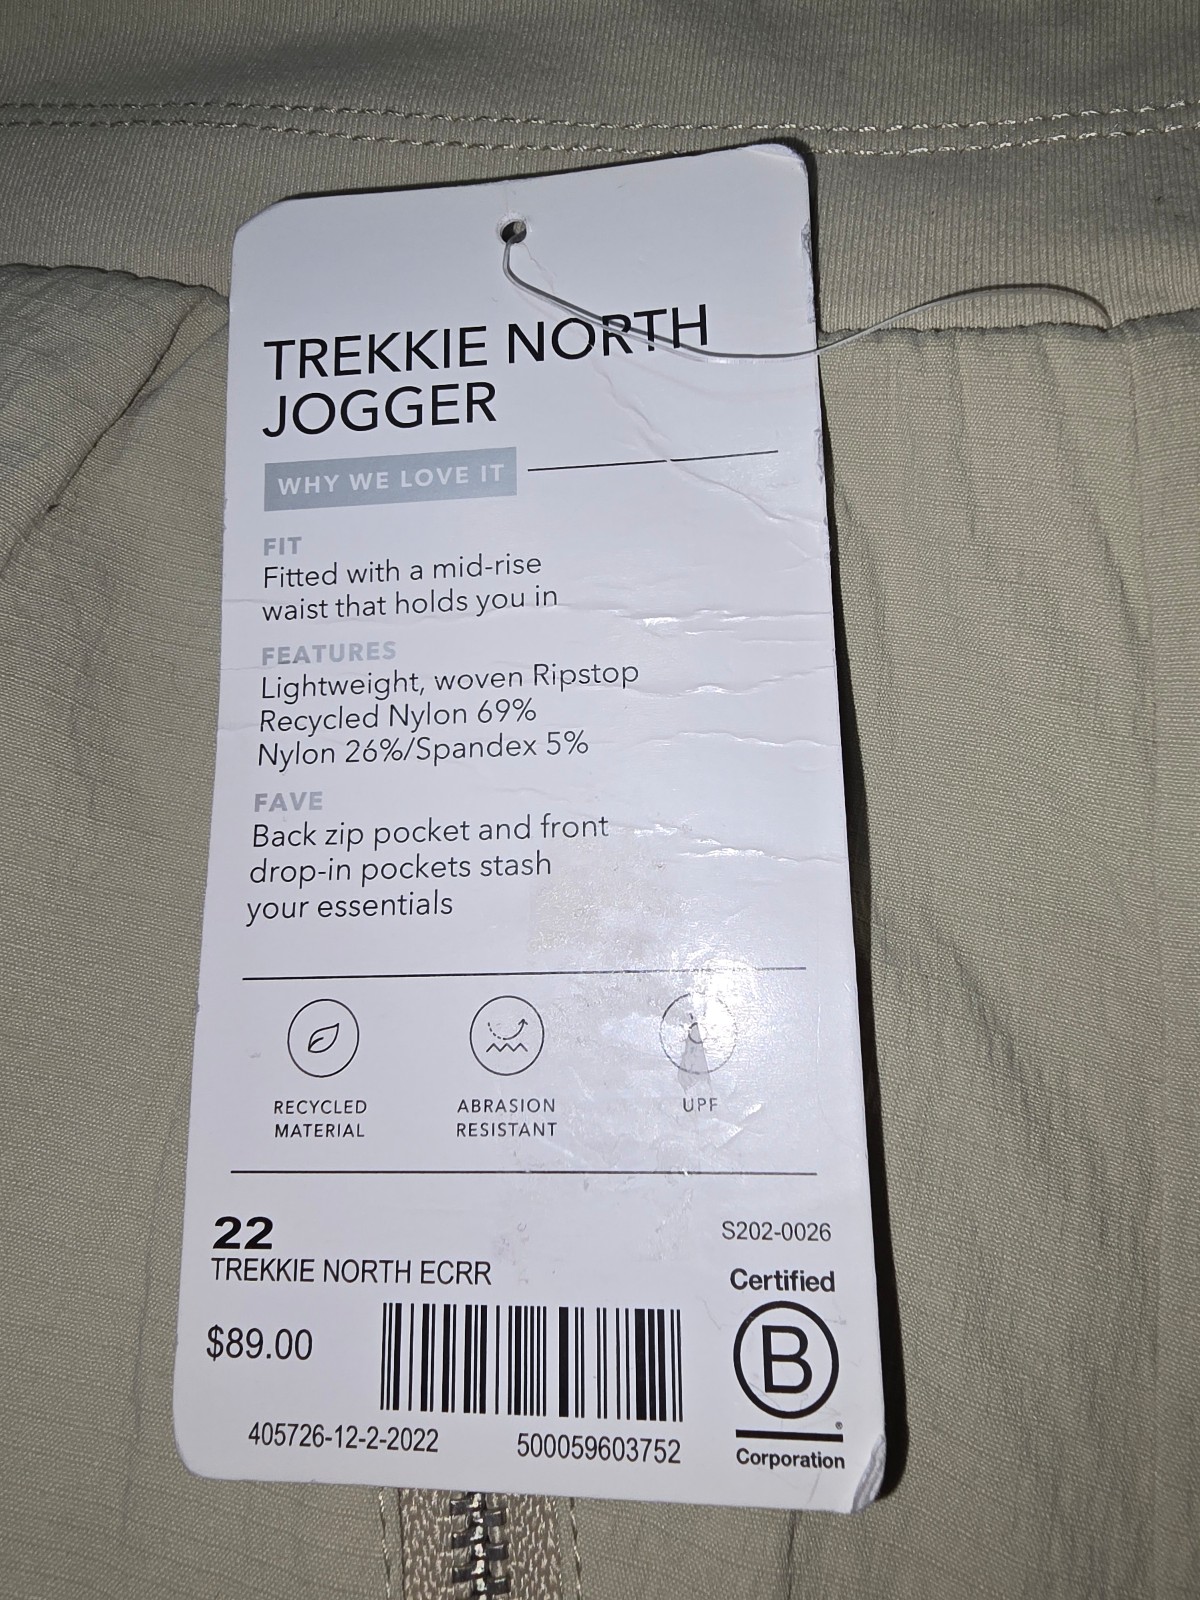 TREKKIE NORTH
JOGGER
WHY WE LOVE IT
FIT
Fitted with a mid-rise
waist that holds you in
FEATURES
Lightweight, woven Ripstop
Recycled Nylon 69%
Nylon 26%/Spandex 5%
FAVE
Back zip pocket and front
drop-in pockets stash
your essentials
RECYCLED
MATERIAL
ABRASION
RESISTANT
UPF
22
TREKKIE NORTH ECRR
$89.00
405726-12-2-2022
500059603752
S202-0026
Certified
B
®
Corporation